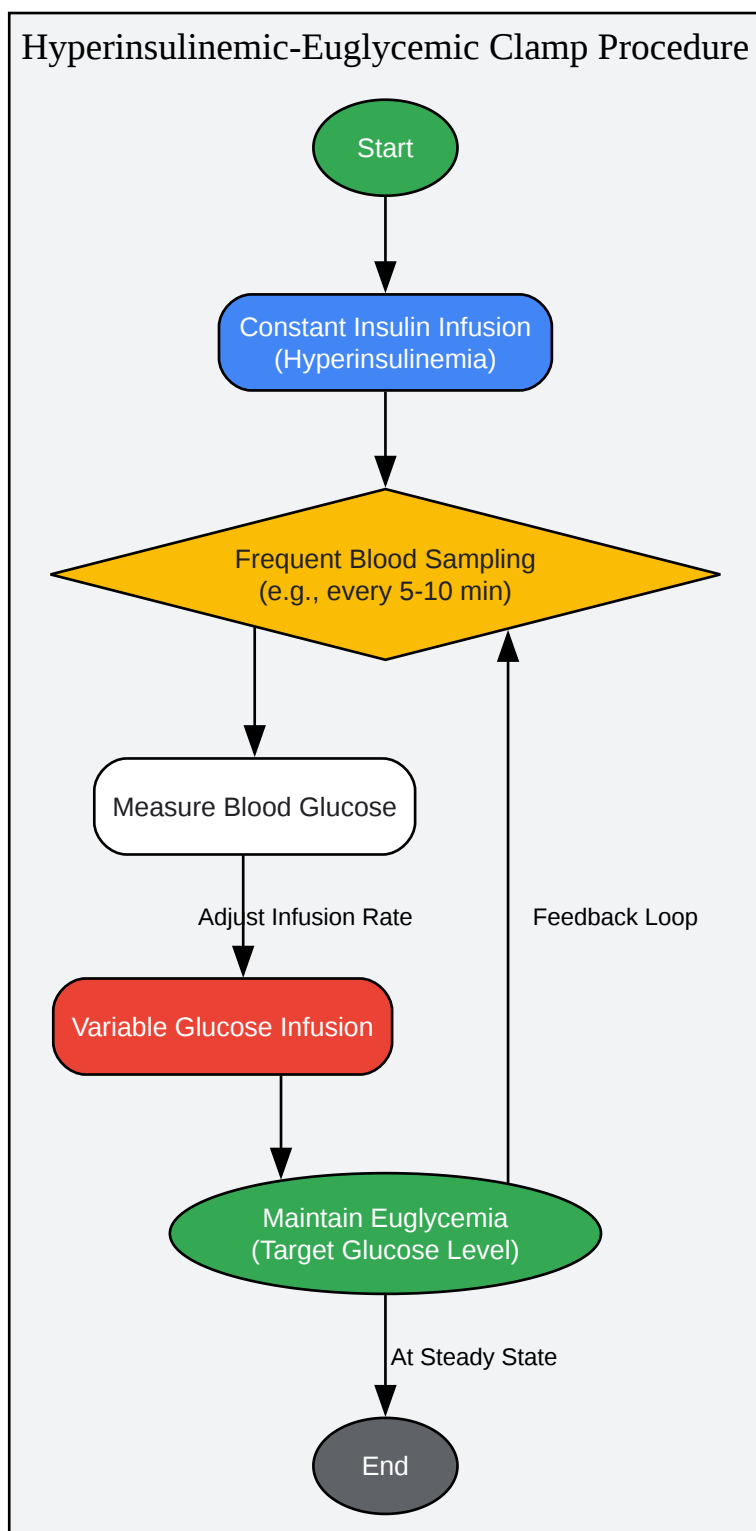 Hyperinsulinemic-Euglycemic Clamp Procedure
Start
Constant Insulin Infusion
(Hyperinsulinemia)
Frequent Blood Sampling
(e.g., every 5-10 min)
Measure Blood Glucose
Adjust Infusion Rate
Feedback Loop
Variable Glucose Infusion
Maintain Euglycemia
(Target Glucose Level)
At Steady State
End